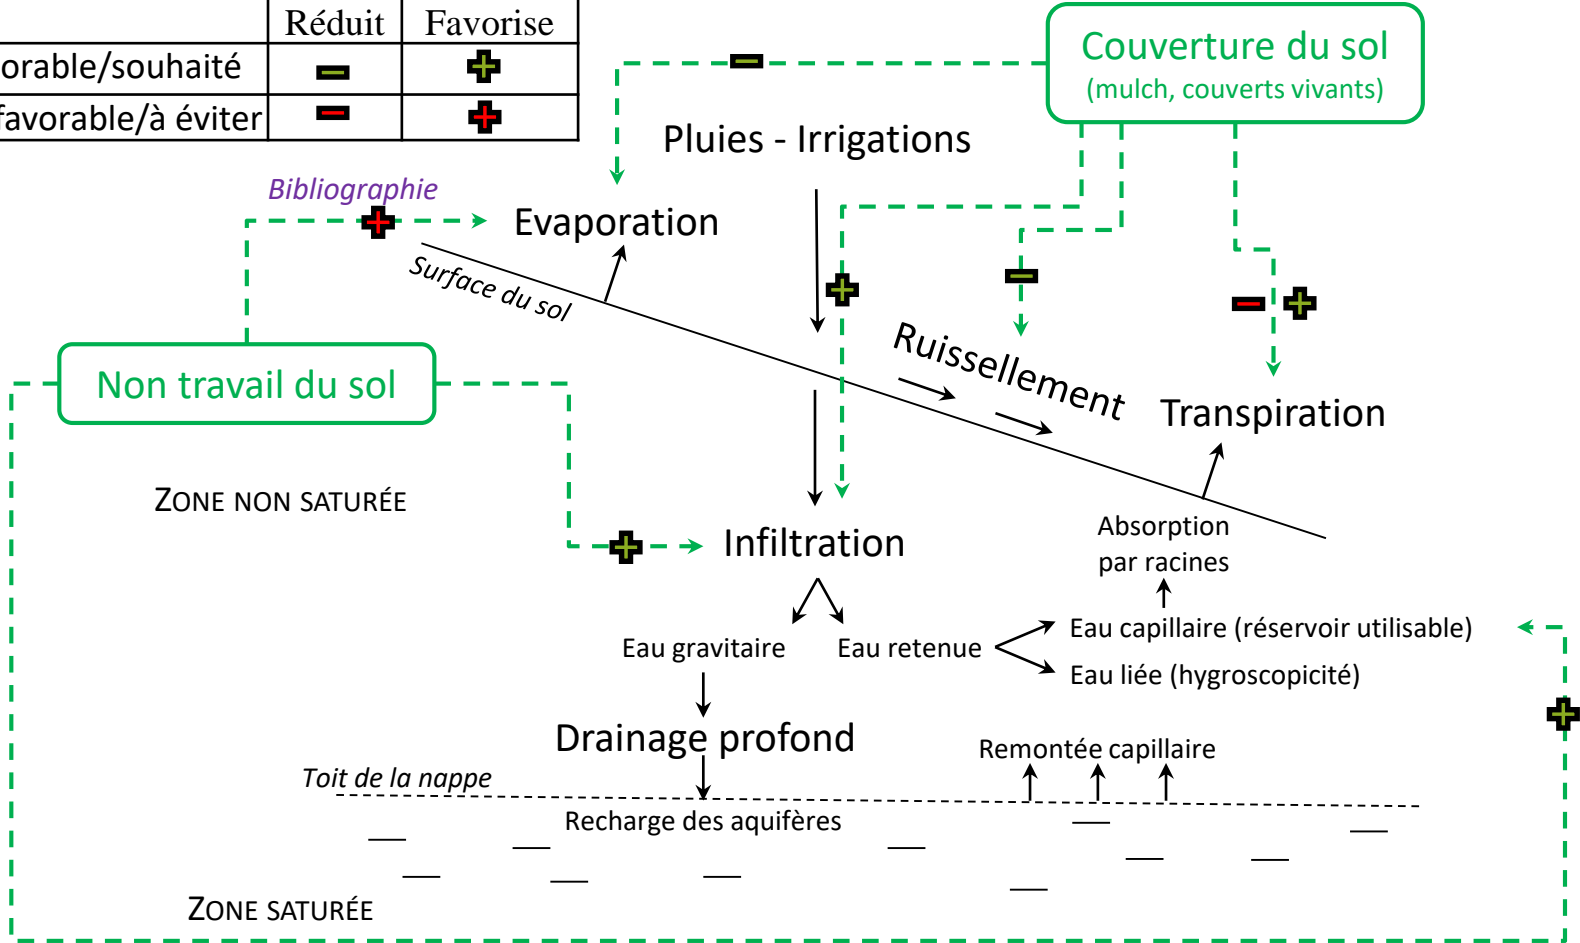 Réduit Favorise
orable/souhaité
favorable/à éviter
Couverture du sol
(mulch, couverts vivants)
Pluies - Irrigations
Bibliographie
Evaporation
Surface du sol
Ruissellement
Non travail du sol
Transpiration
ZONE NON SATURÉE
Absorption
par racines
Infiltration
Eau gravitaire
Eau retenue
Eau capillaire (réservoir utilisable)
Eau liée (hygroscopicité)
Drainage profond
Remontée capillaire
Toit de la nappe
Recharge des aquifères
ZONE SATURÉE